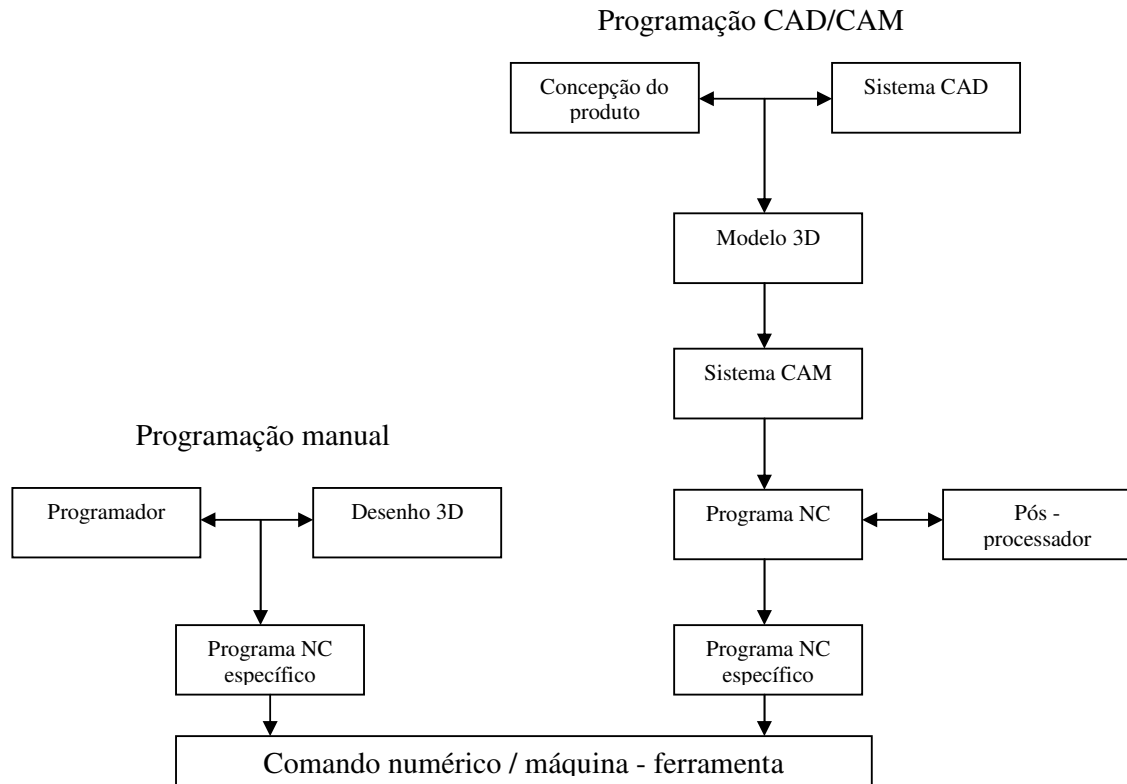 Programação CAD/CAM
Concepção do
produto
Sistema CAD
Modelo 3D
Sistema CAM
Programação manual
Programador
Desenho 3D
Programa NC
Pós -
processador
Programa NC
específico
Programa NC
específico
Comando numérico / máquina - ferramenta